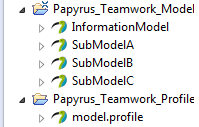 Papyrus_Teamwork_Model
InformationModel
SubModelA
SubModelB
SubModelC
Papyrus_Teamwork_Profile
model.profile